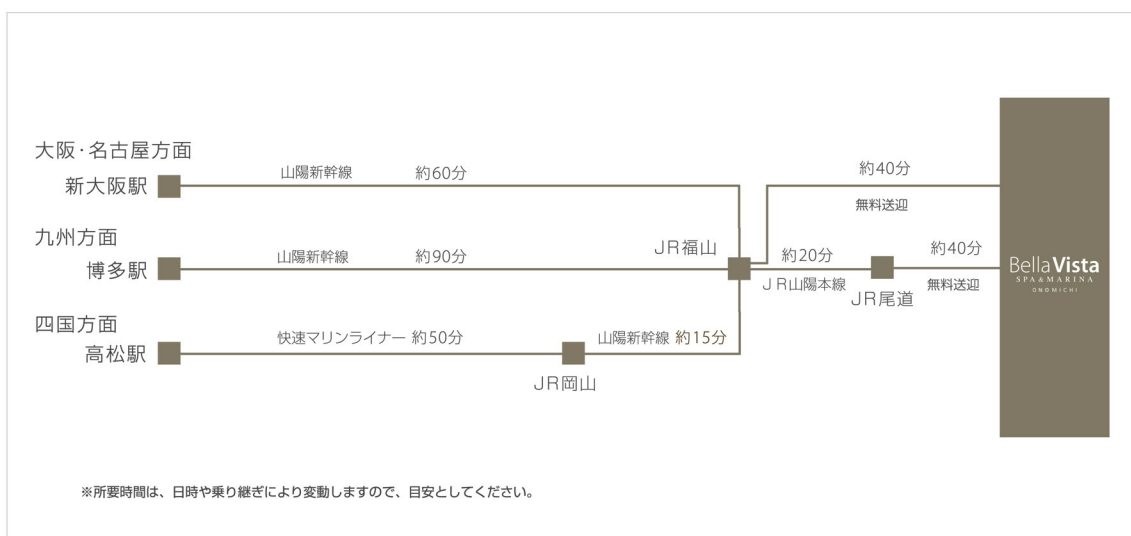 大阪・名古屋方面
新大阪駅
山陽新幹線 約60分
約40分
無料送迎
九州方面
博多駅
山陽新幹線 約90分
JR福山
約20分
JR山陽本線
JR尾道
約40分
無料送迎
BellaVista
SPA & MARINA
ONOMICHI
四国方面
高松駅
快速マリンライナー 約50分
JR岡山
山陽新幹線 約15分
※所要時間は、日時や乗り継ぎにより変動しますので、目安としてください。